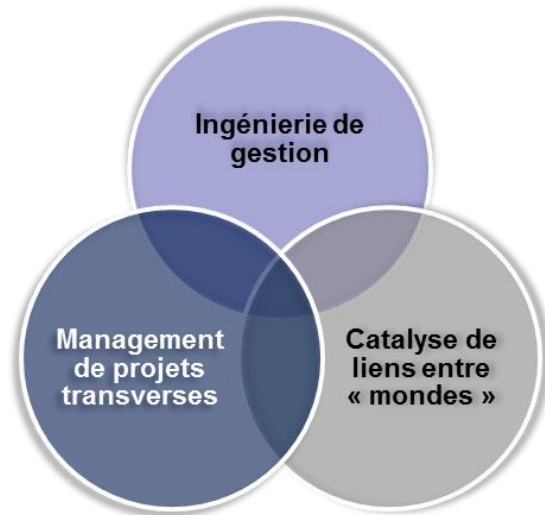 Ingénierie de
gestion
Management
de projets
transverses
Catalyse de
liens entre
« mondes »